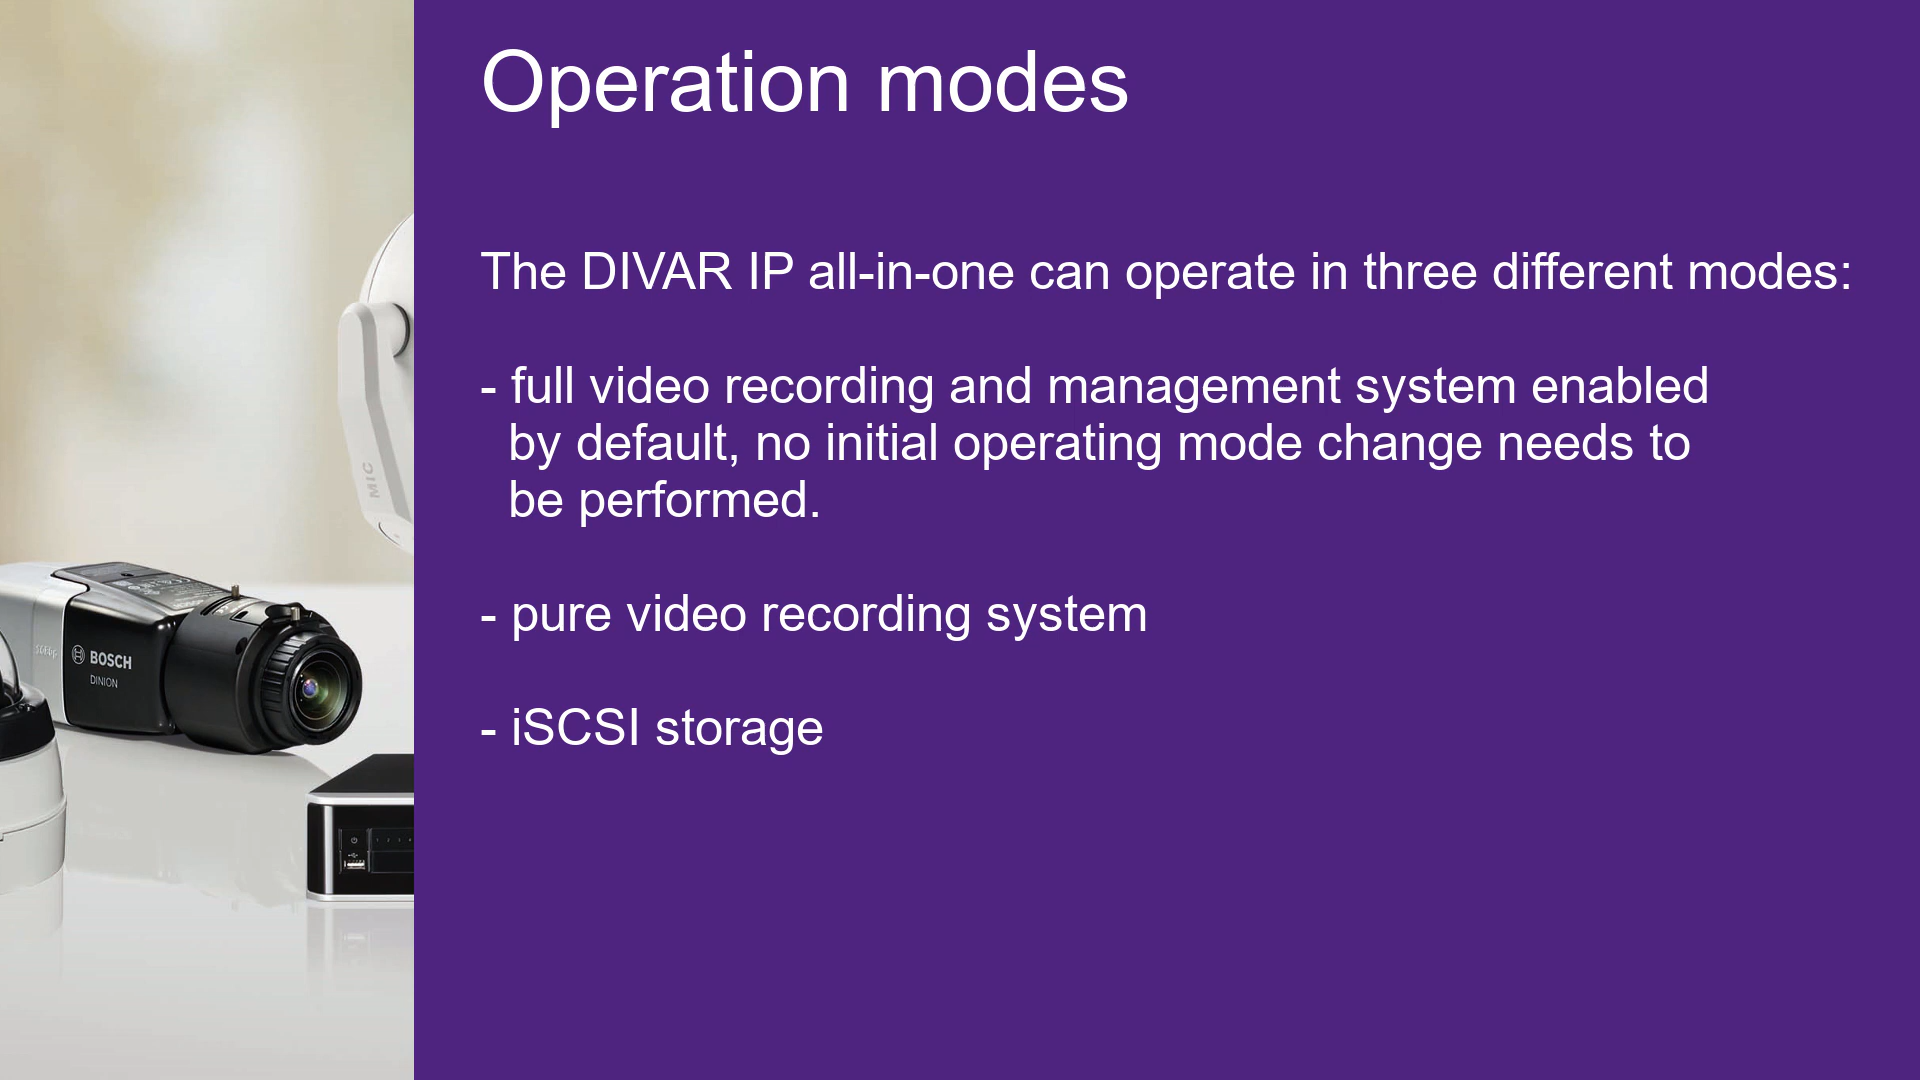 Operation modes
The DIVAR IP all-in-one can operate in three different modes:
- full video recording and management system enabled
by default, no initial operating mode change needs to
be performed.
- pure video recording system
- iSCSI storage
MIC
BOSCH
DINION